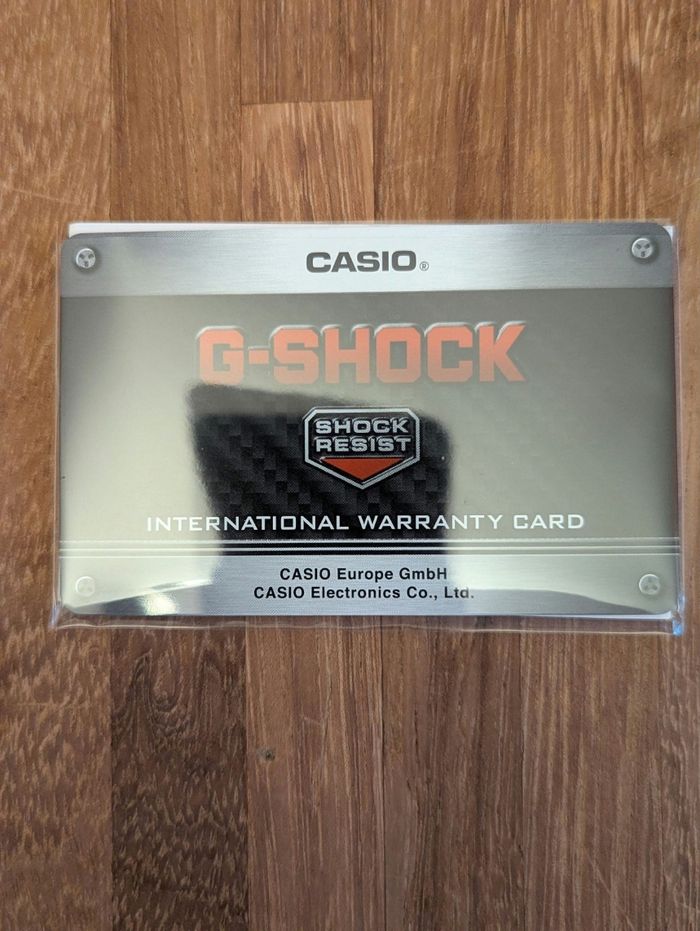 CASIO®
G-SHOCK
SHOCK
RESIST
INTERNATIONAL WARRANTY CARD
CASIO Europe GmbH
CASIO Electronics Co., Ltd.